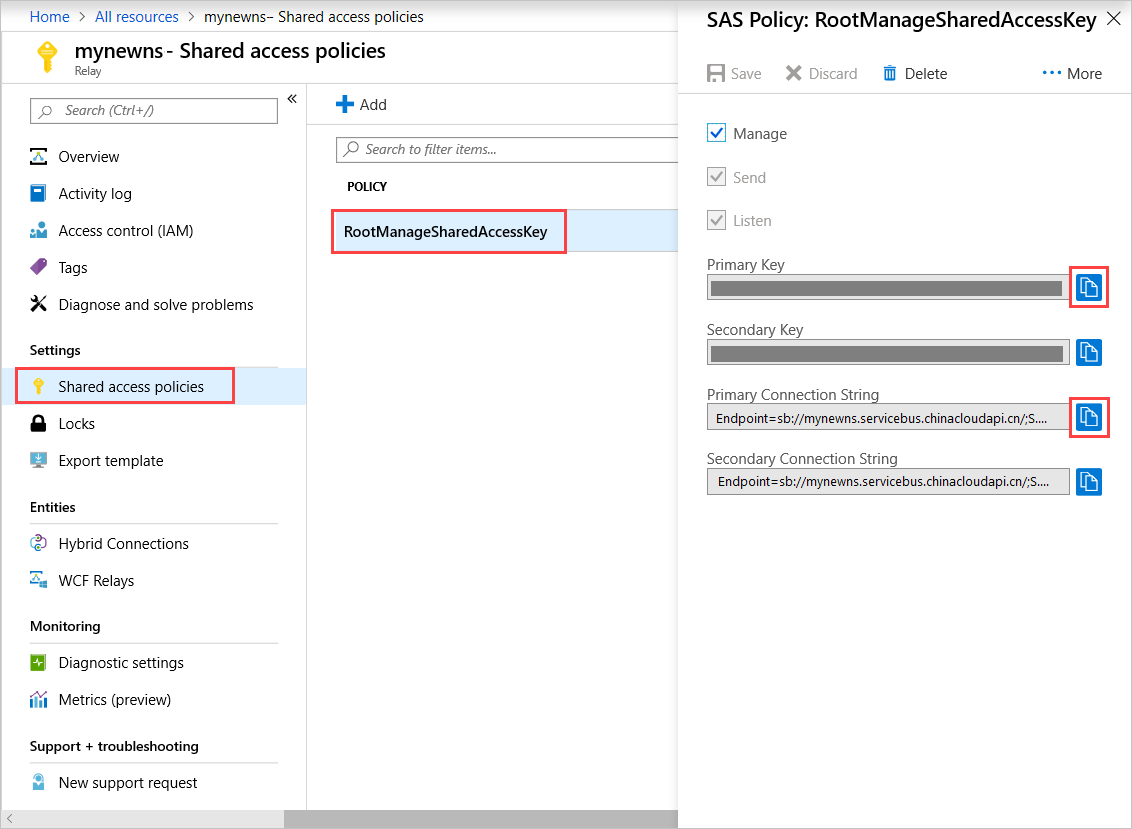 Home > All resources > mynewns– Shared access policies
mynewns - Shared access policies
Relay
Search (Ctrl+/)
«
Overview
Activity log
Access control (IAM)
Tags
Diagnose and solve problems
Settings
Shared access policies
Locks
Export template
Entities
Hybrid Connections
WCF Relays
Monitoring
Diagnostic settings
Metrics (preview)
Support + troubleshooting
New support request
Add
Search to filter items...
POLICY
RootManageSharedAccessKey
SAS Policy: RootManageSharedAccessKey
Save Discard Delete ··· More
Manage
Send
Listen
Primary Key
Secondary Key
Primary Connection String
Endpoint=sb://mynewns.servicebus.chinacloudapi.cn/;S....
Secondary Connection String
Endpoint=sb://mynewns.servicebus.chinacloudapi.cn/;S....